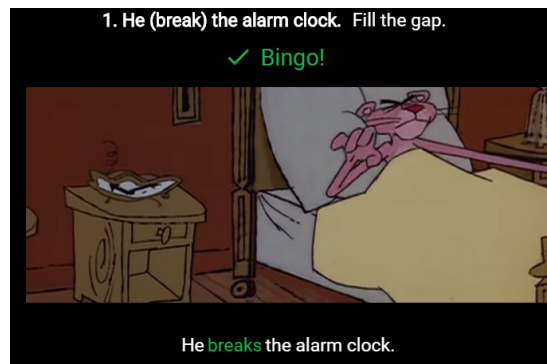 1. He (break) the alarm clock. Fill the gap.
✓ Bingo!
He breaks the alarm clock.